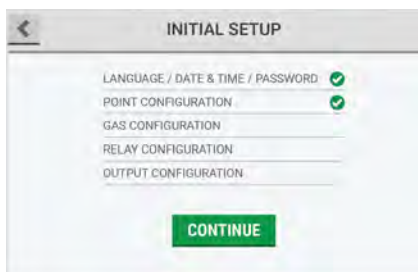 INITIAL SETUP
LANGUAGE / DATE & TIME / PASSWORD
POINT CONFIGURATION
GAS CONFIGURATION
RELAY CONFIGURATION
OUTPUT CONFIGURATION
CONTINUE